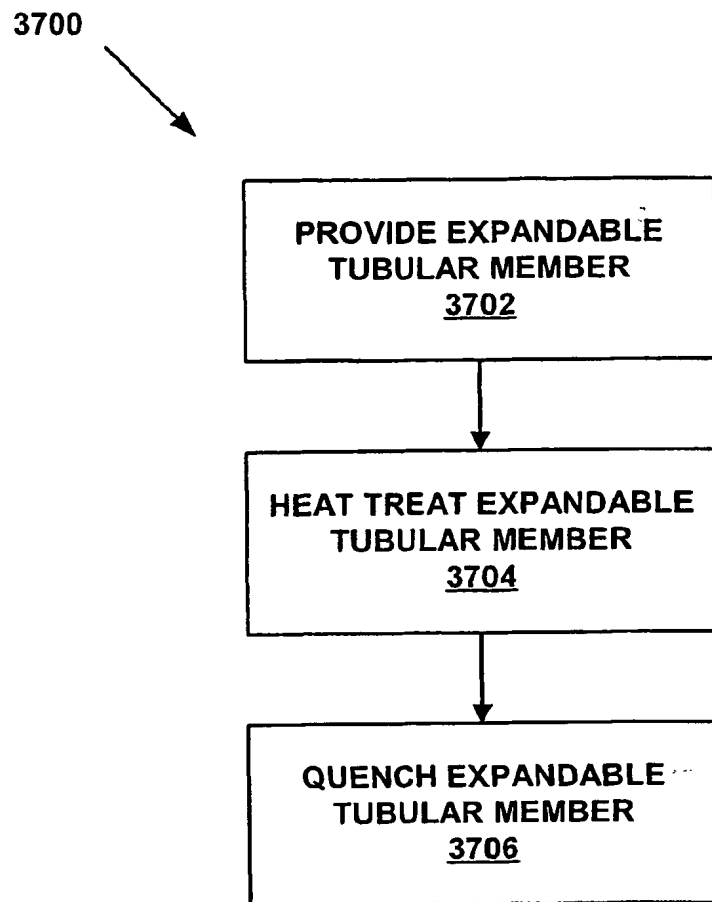 3700
PROVIDE EXPANDABLE
TUBULAR MEMBER
3702
HEAT TREAT EXPANDABLE
TUBULAR MEMBER
3704
QUENCH EXPANDABLE
TUBULAR MEMBER
3706